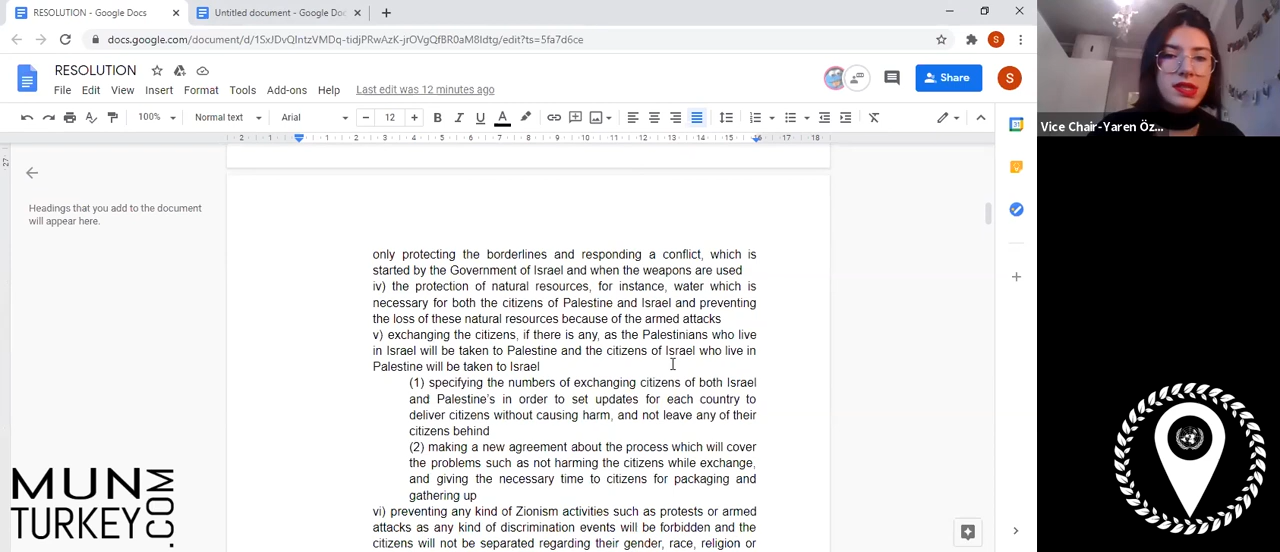 RESOLUTION - Google Docs
Untitled document - Google Doc
RESOLUTION
File Edit View Insert Format Tools Add-ons Help
Last edit was 12 minutes ago
Share
S
100%
Normal text
Arial
12
Headings that you add to the document
will appear here.
only protecting the borderlines and responding a conflict, which is
started by the Government of Israel and when the weapons are used
iv) the protection of natural resources, for instance, water which is
necessary for both the citizens of Palestine and Israel and preventing
the loss of these natural resources because of the armed attacks
v) exchanging the citizens, if there is any, as the Palestinians who live
in Israel will be taken to Palestine and the citizens of Israel who live in
Palestine will be taken to Israel
(1) specifying the numbers of exchanging citizens of both Israel
and Palestine's in order to set updates for each country to
deliver citizens without causing harm, and not leave any of their
citizens behind
(2) making a new agreement about the process which will cover
the problems such as not harming the citizens while exchange,
and giving the necessary time to citizens for packaging and
gathering up
vi) preventing any kind of Zionism activities such as protests or armed
attacks as any kind of discrimination events will be forbidden and the
citizens will not be separated regarding their gender, race, religion or
Vice Chair-Yaren Öz...
MUN
TURKEY
.COM